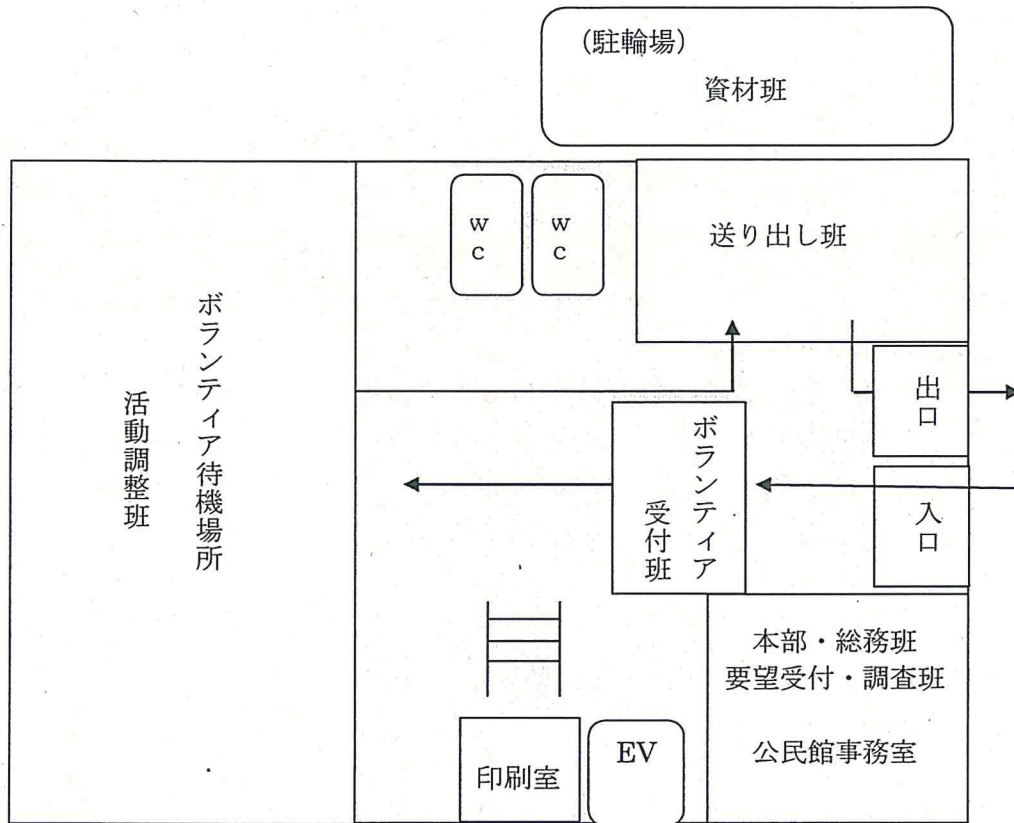 (駐輪場)
資材班
wc
wc
送り出し班
ボランティア待機場所
活動調整班
出口
ボランティア
受付班
入口
本部・総務班
要望受付・調査班
公民館事務室
印刷室
EV